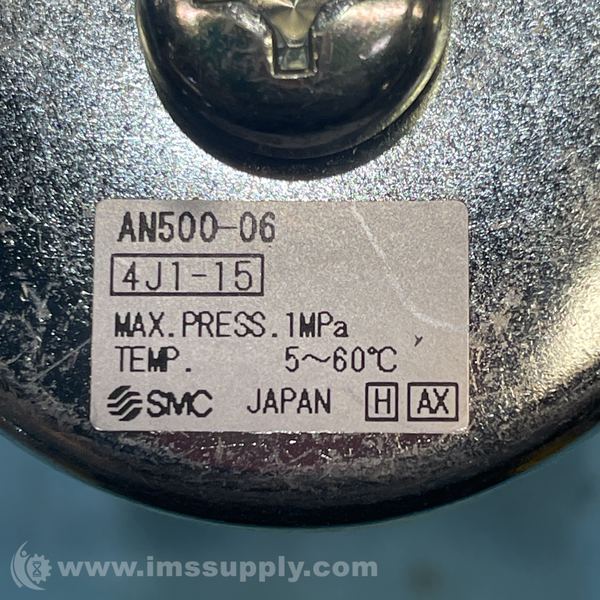 AN500-06
4J1-15
MAX.PRESS.1MPa
TEMP. 5~60℃
SMC JAPAN H AX
www.imssupply.com